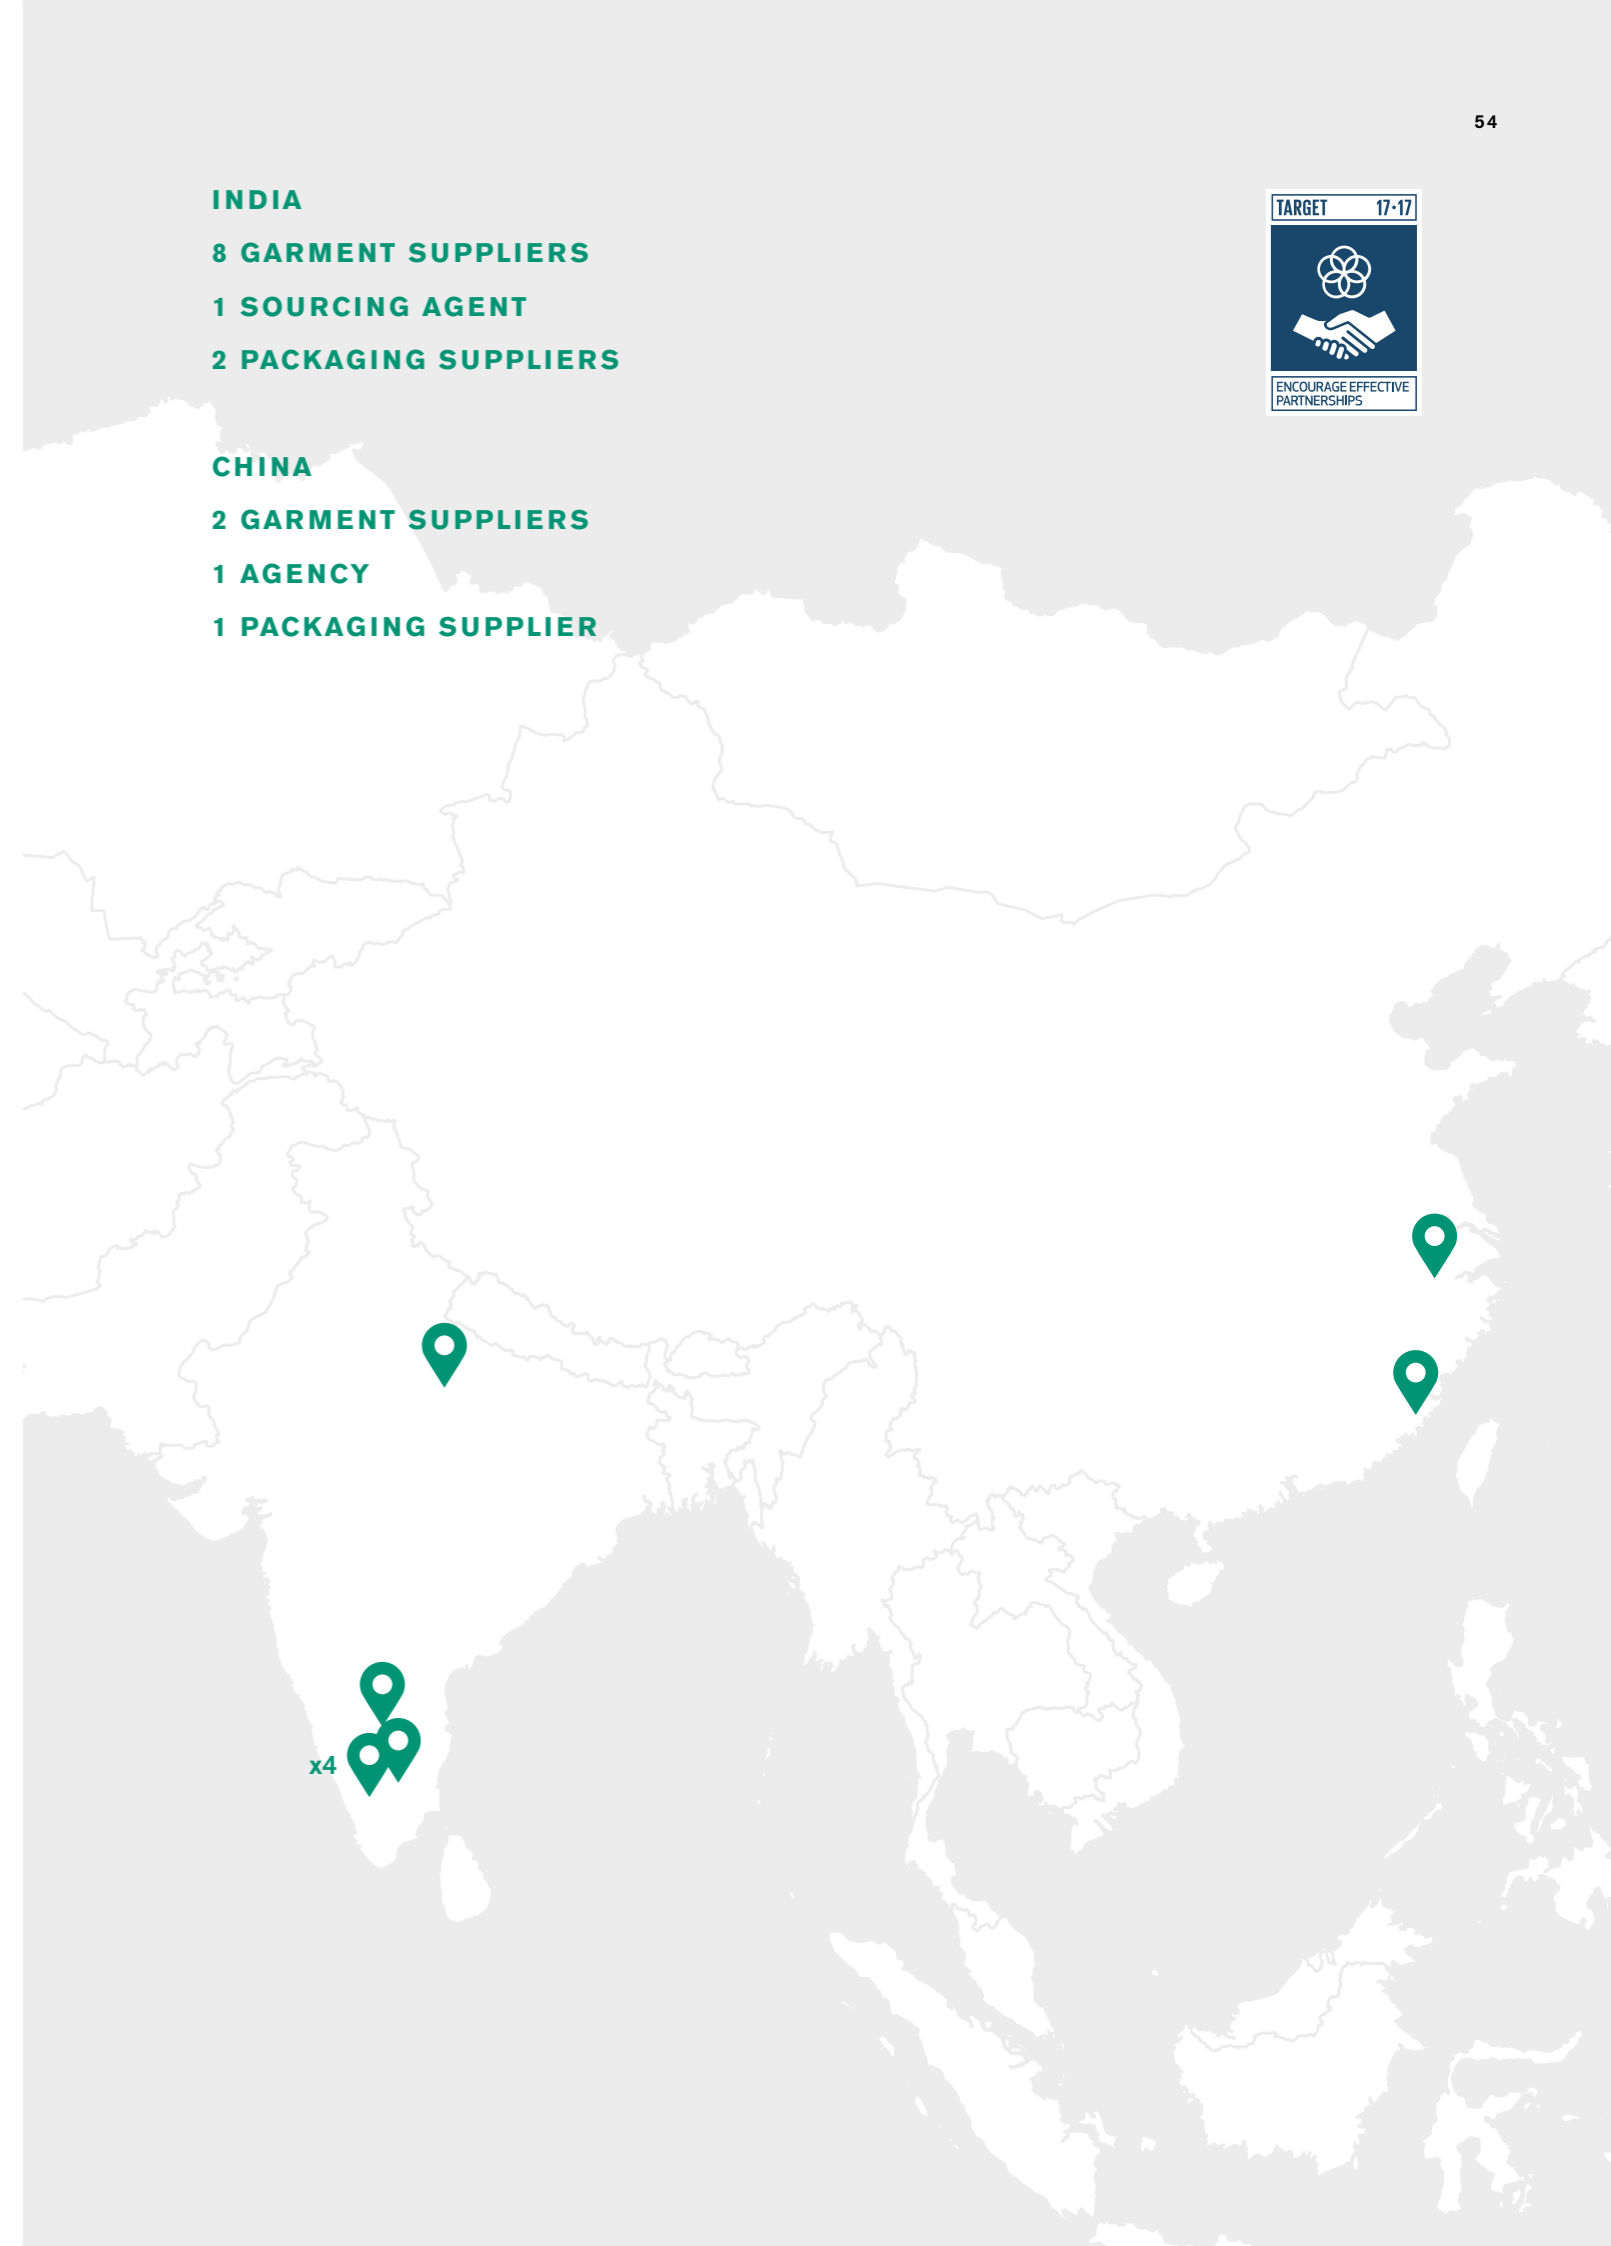 54
INDIA
8 GARMENT SUPPLIERS
1 SOURCING AGENT
2 PACKAGING SUPPLIERS
TARGET 17·17
ENCOURAGE EFFECTIVE
PARTNERSHIPS
CHINA
2 GARMENT SUPPLIERS
1 AGENCY
1 PACKAGING SUPPLIER
x4